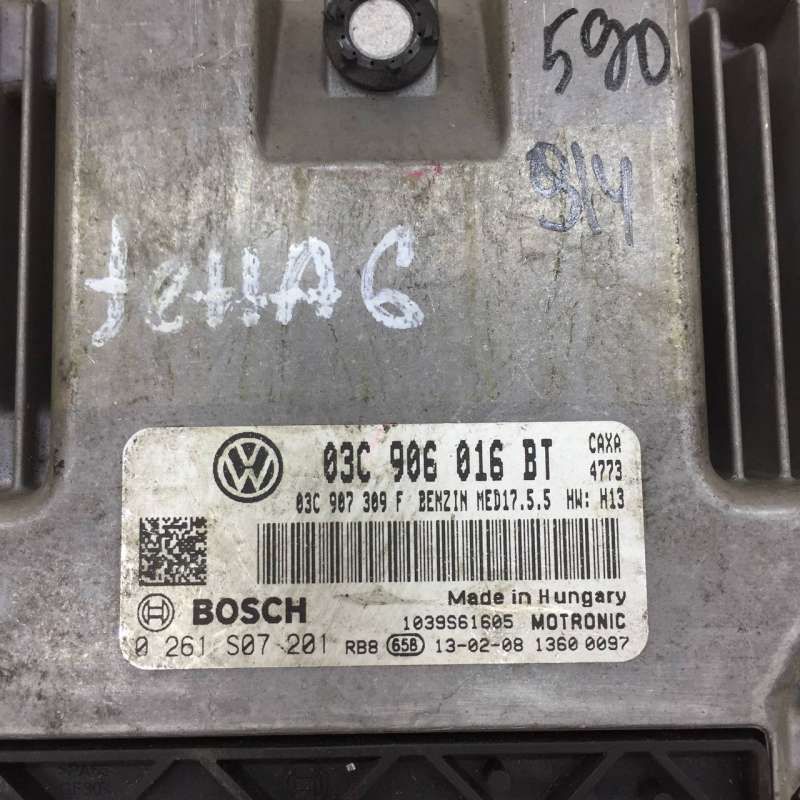 590
914
Jetta 6
03C 906 016 BT
CAXA
4773
03C 907 309 F BENZIN MED17.5.5 HW: H13
Made in Hungary
BOSCH
1039S61605 MOTRONIC
0 261 S07 201 RB8 658 13-02-08 1360 0097